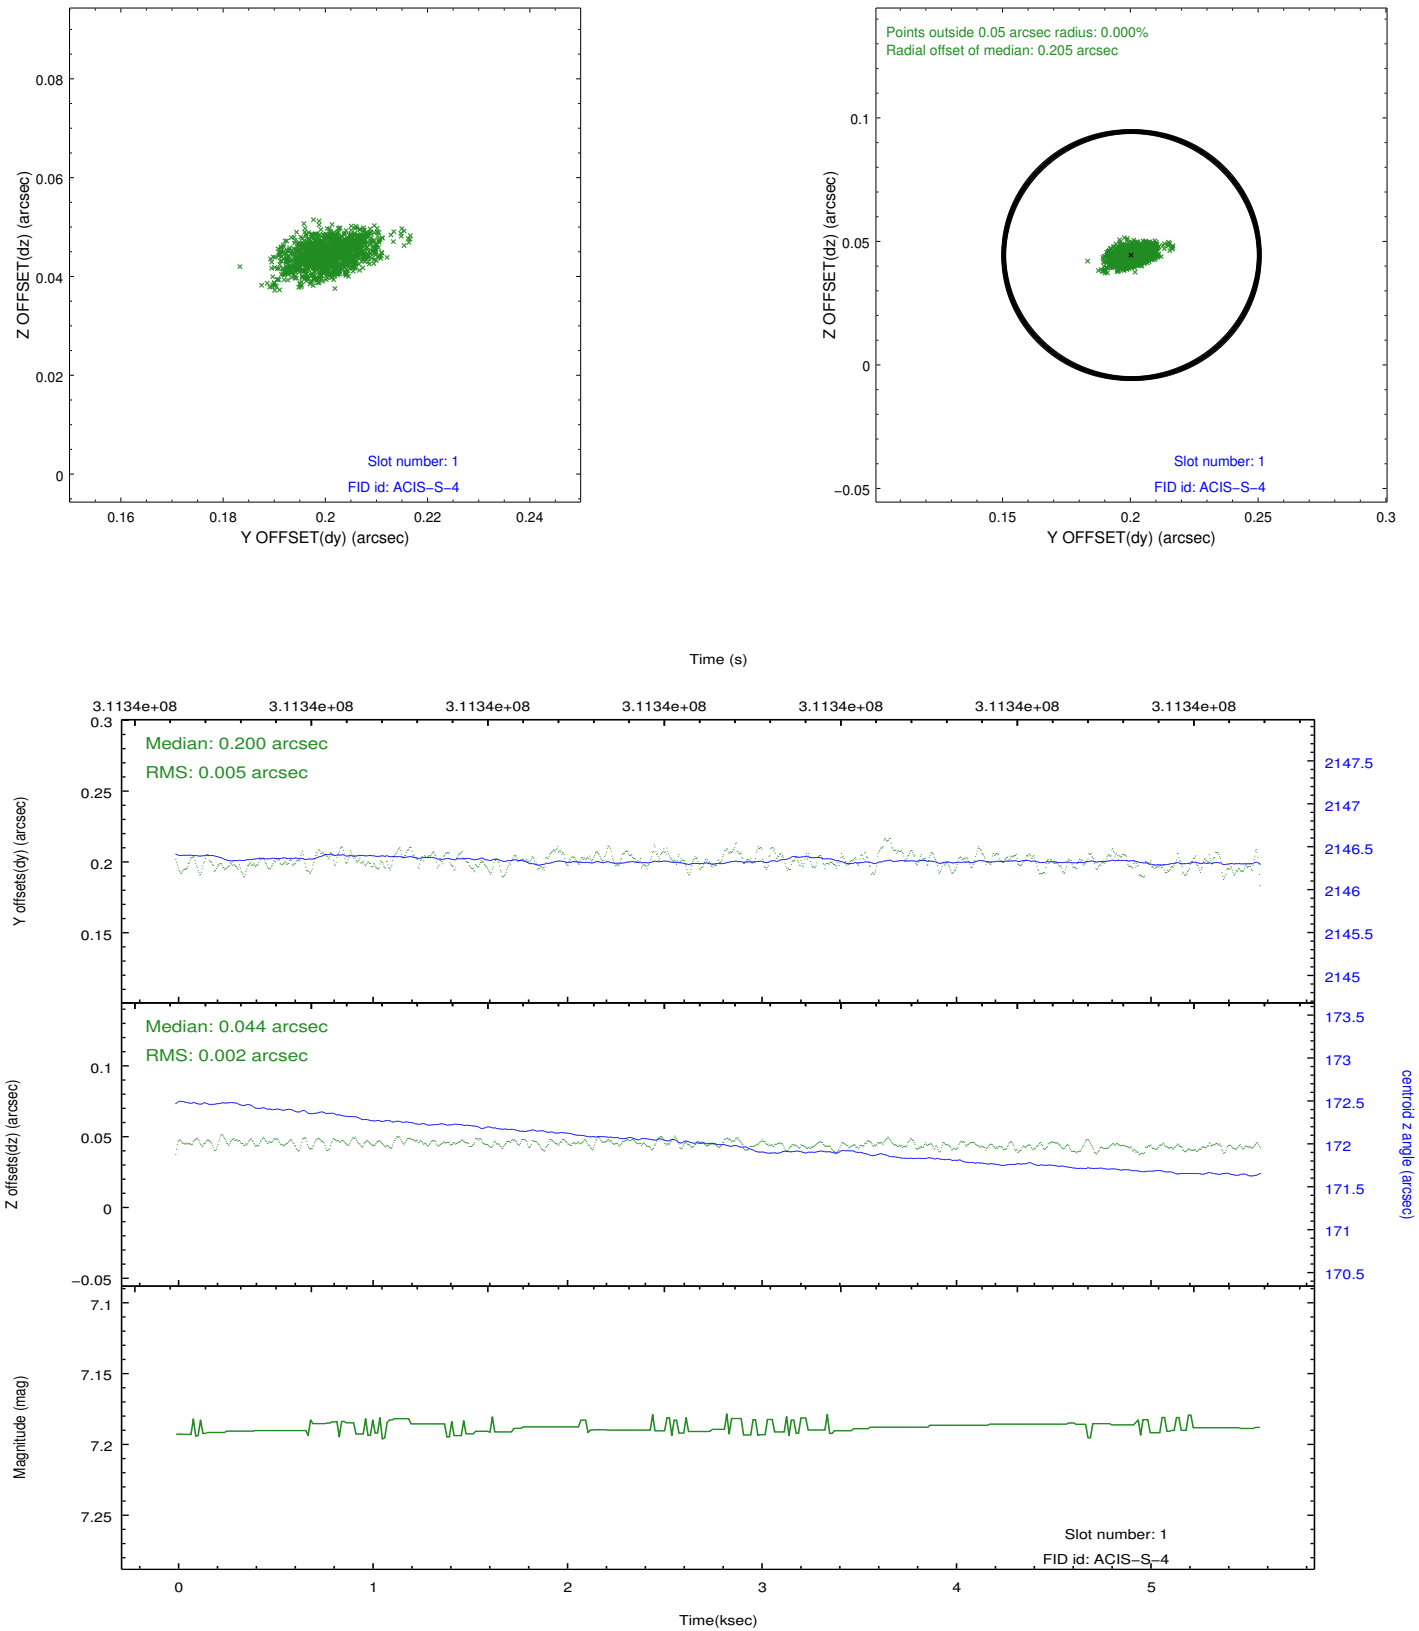 0.08
0.06
0.04
0.02
0
Z OFFSET(dz) (arcsec)
Slot number: 1
FID id: ACIS−S−4
0.16 0.18 0.2 0.22 0.24
Y OFFSET(dy) (arcsec)
Points outside 0.05 arcsec radius: 0.000%
Radial offset of median: 0.205 arcsec
0.1
0.05
0
−0.05
Z OFFSET(dz) (arcsec)
Slot number: 1
FID id: ACIS−S−4
0.15 0.2 0.25 0.3
Y OFFSET(dy) (arcsec)
Time (s)
3.1134e+08 3.1134e+08 3.1134e+08 3.1134e+08 3.1134e+08 3.1134e+08 3.1134e+08
0.3
0.25
0.2
0.15
Y offsets(dy) (arcsec)
Median: 0.200 arcsec
RMS: 0.005 arcsec
2147.5
2147
2146.5
2146
2145.5
2145
0.1
0.05
0
−0.05
Z offsets(dz) (arcsec)
Median: 0.044 arcsec
RMS: 0.002 arcsec
173.5
173
172.5
172
171.5
171
170.5
centroid z angle (arcsec)
7.1
7.15
7.2
7.25
Magnitude (mag)
Slot number: 1
FID id: ACIS−S−4
0 1 2 3 4 5
Time(ksec)